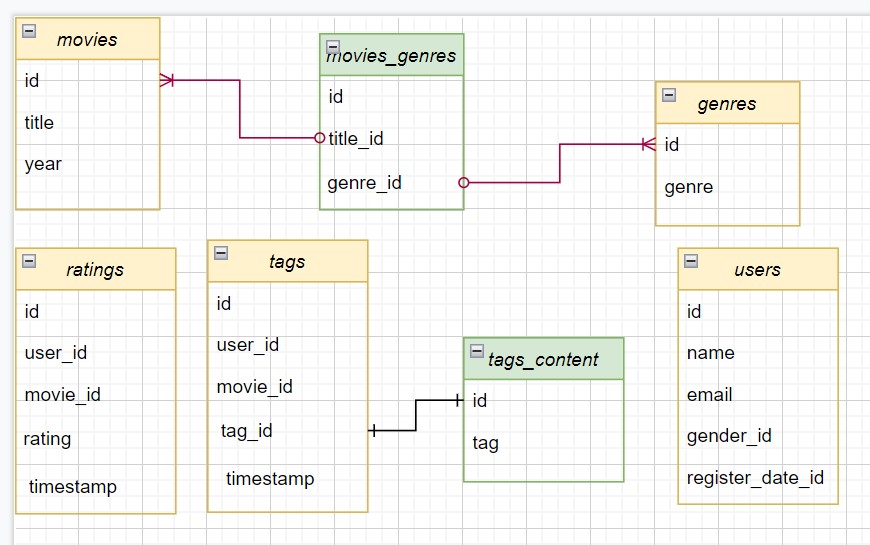 movies
id
title
year
movies_genres
id
title_id
genre_id
genres
id
genre
ratings
id
user_id
movie_id
rating
timestamp
tags
id
user_id
movie_id
tag_id
timestamp
tags_content
id
tag
users
id
name
email
gender_id
register_date_id